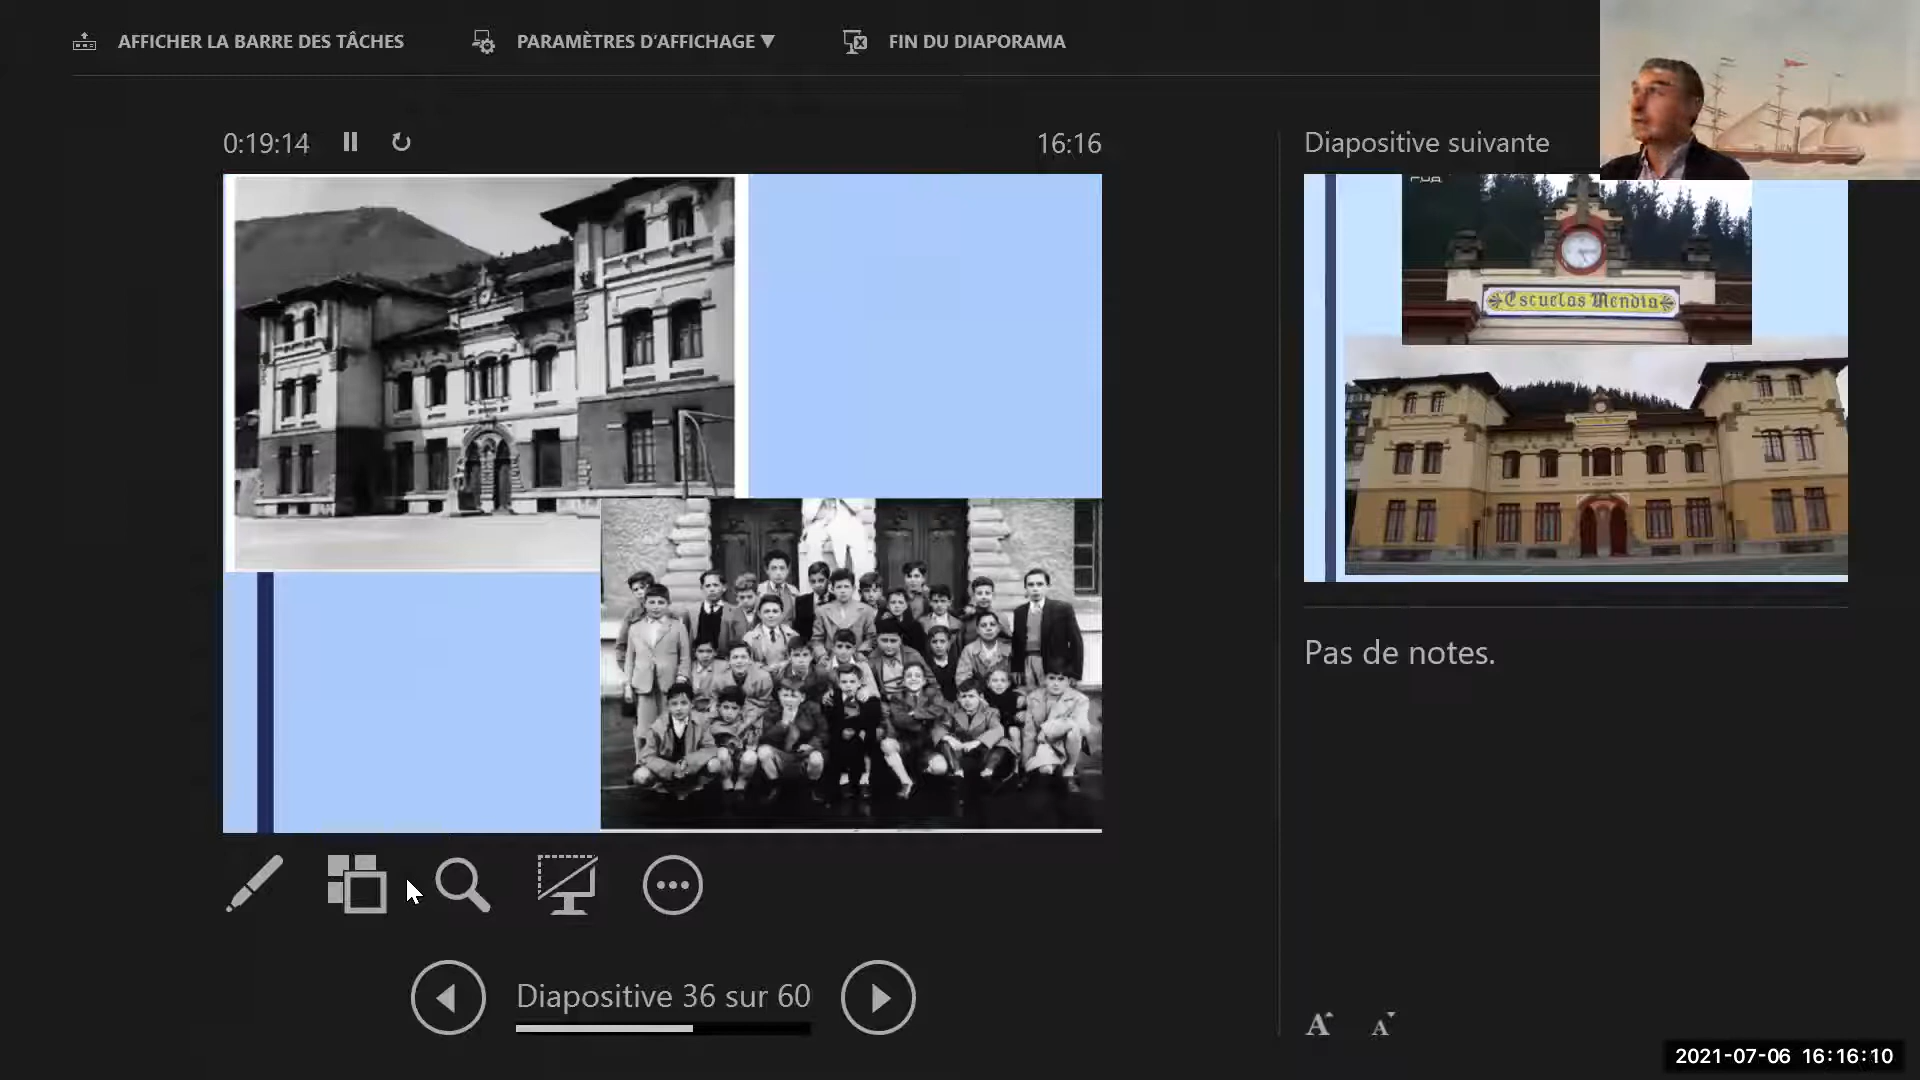 AFFICHER LA BARRE DES TÂCHES
PARAMÈTRES D'AFFICHAGE ▼
FIN DU DIAPORAMA
0:19:14
16:16
Diapositive suivante
Escuelas Mendia
Pas de notes.
Diapositive 36 sur 60
A A
2021-07-06 16:16:10